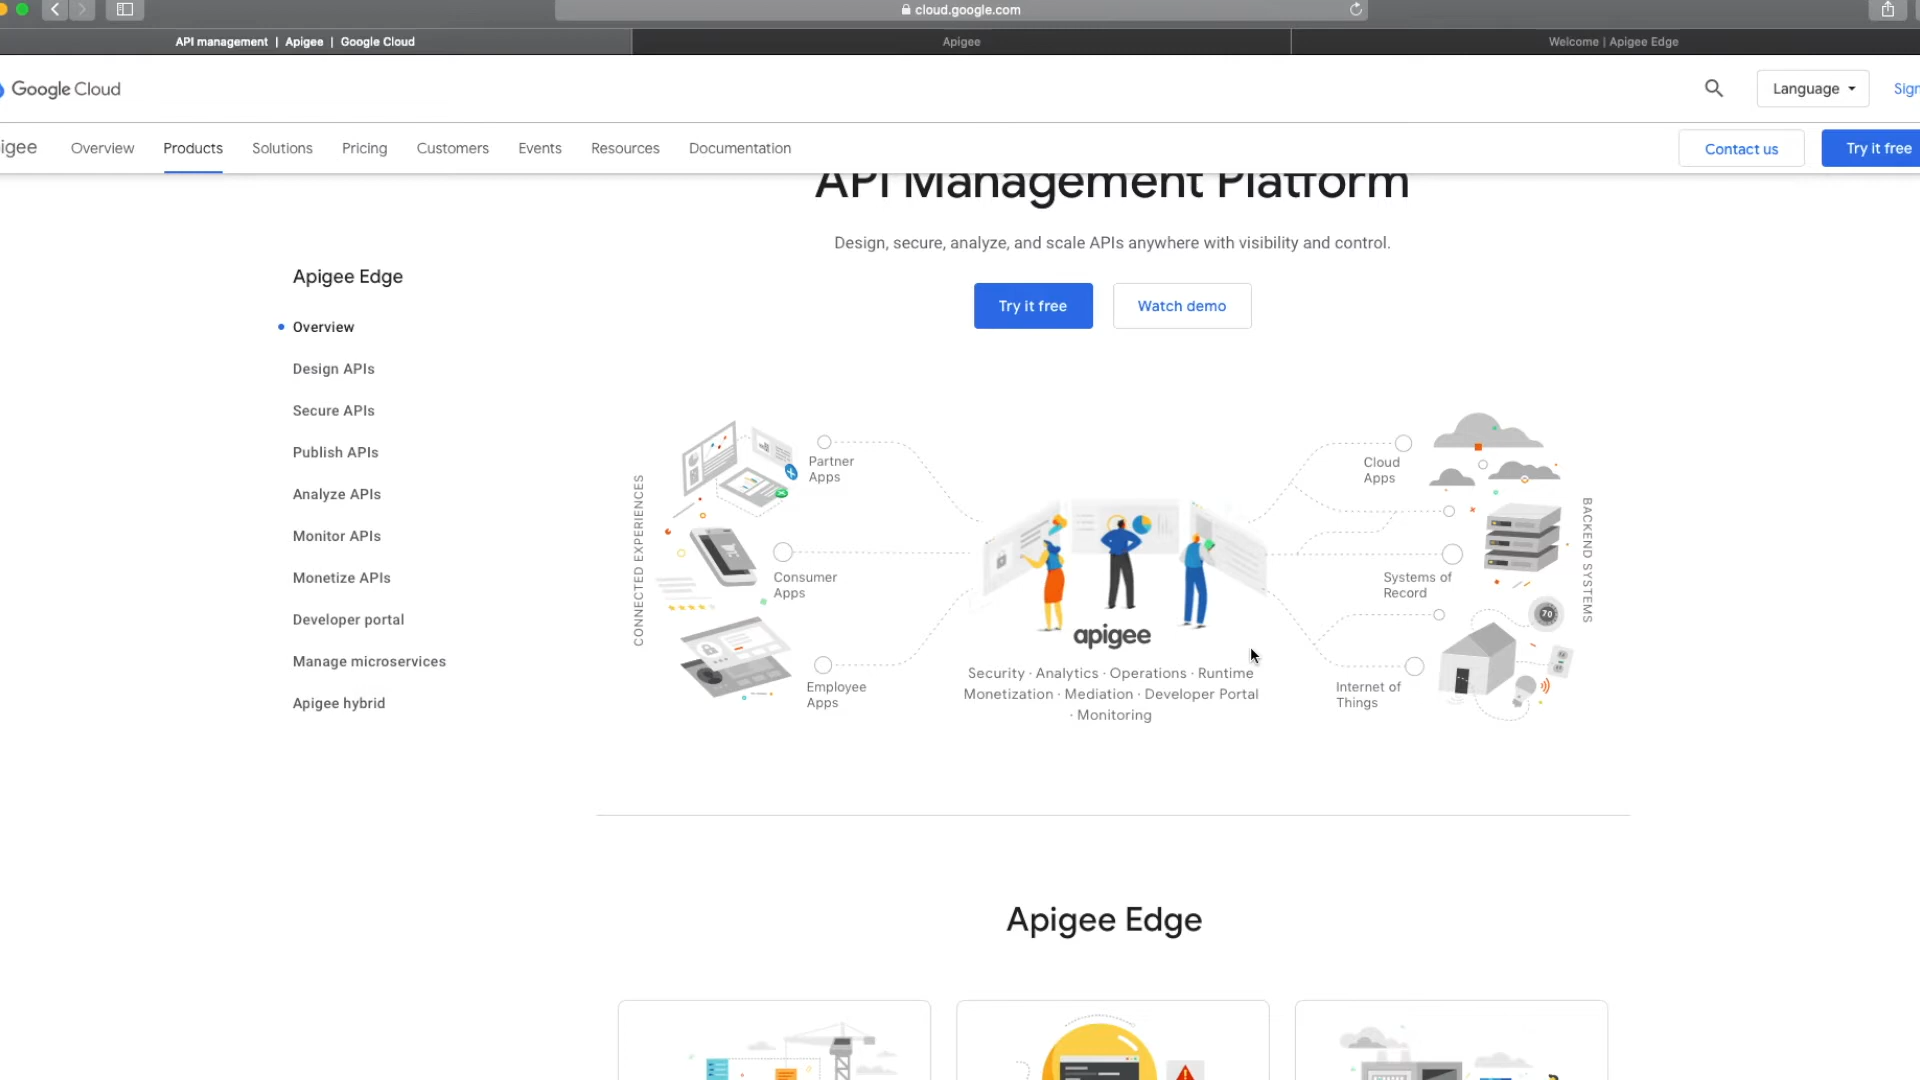 cloud.google.com
API management | Apigee | Google Cloud
Apigee
Welcome | Apigee Edge
Google Cloud
Language
Sign
igee
Overview
Products
Solutions
Pricing
Customers
Events
Resources
Documentation
Contact us
Try it free
API Management Platform
Design, secure, analyze, and scale APIs anywhere with visibility and control.
Try it free
Watch demo
Apigee Edge
Overview
Design APIs
Secure APIs
Publish APIs
Analyze APIs
Monitor APIs
Monetize APIs
Developer portal
Manage microservices
Apigee hybrid
CONNECTED EXPERIENCES
Partner
Apps
Consumer
Apps
Employee
Apps
apigee
Security · Analytics · Operations · Runtime
Monetization · Mediation · Developer Portal
· Monitoring
Cloud
Apps
Systems of
Record
Internet of
Things
70
BACKEND SYSTEMS
Apigee Edge